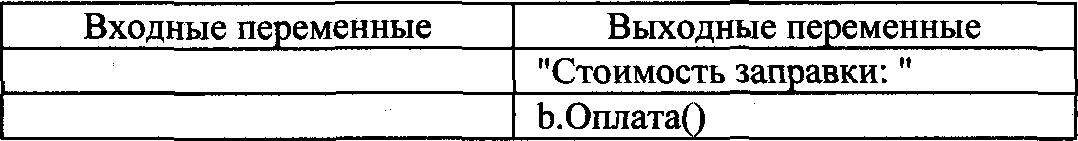 Входные переменные Выходные переменные
"Стоимость заправки: "
b.Оплата()